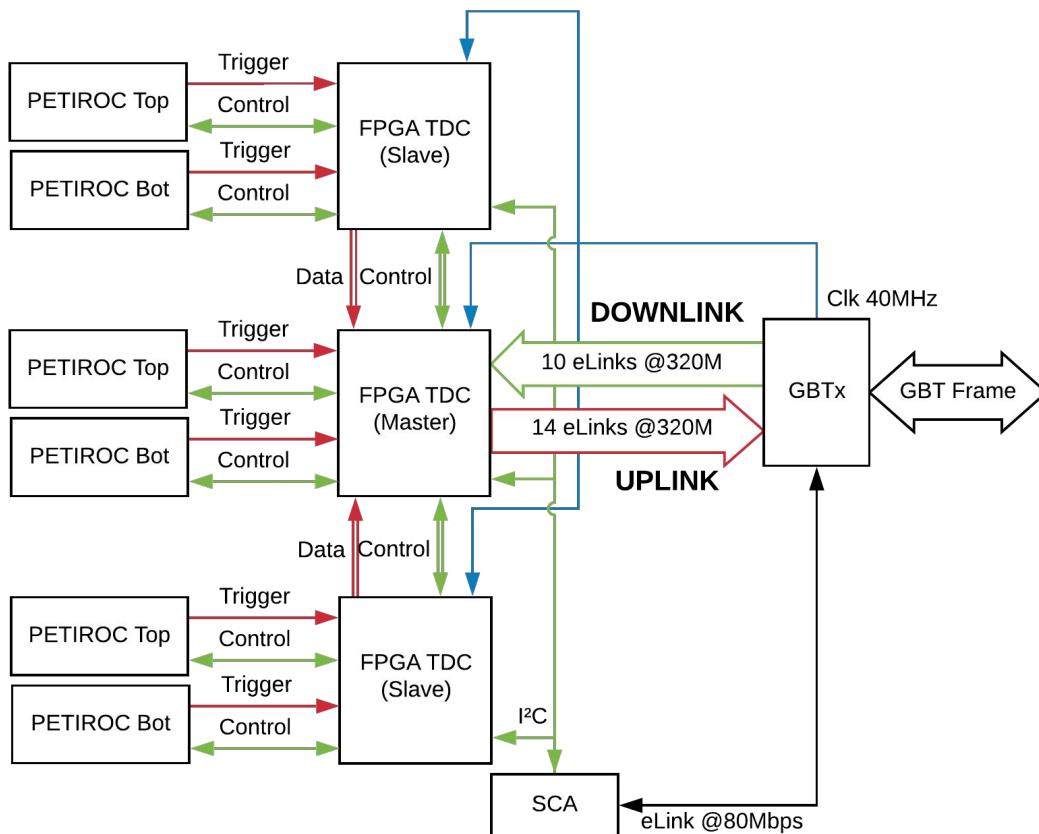 Trigger
PETIROC Top
Control
FPGA TDC
(Slave)
Trigger
PETIROC Bot
Control
Data
Control
Clk 40MHz
DOWNLINK
Trigger
PETIROC Top
Control
10 eLinks @320M
FPGA TDC
(Master)
GBTx
GBT Frame
Trigger
PETIROC Bot
Control
14 eLinks @320M
UPLINK
Data
Control
Trigger
PETIROC Top
Control
FPGA TDC
(Slave)
Trigger
PETIROC Bot
Control
I²C
SCA
eLink @80Mbps